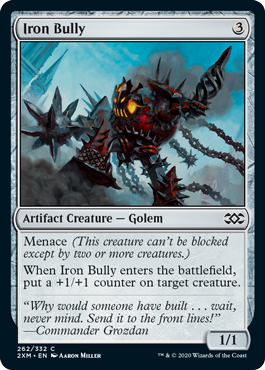 Iron Bully 3
Artifact Creature — Golem
Menace (This creature can't be blocked
except by two or more creatures.)
When Iron Bully enters the battlefield,
put a +1/+1 counter on target creature.
“Why would someone have built . . . wait,
never mind. Send it to the front lines!”
—Commander Grozdan
1/1
262/332 C
2XM • EN Aaron Miller
™ & © 2020 Wizards of the Coast